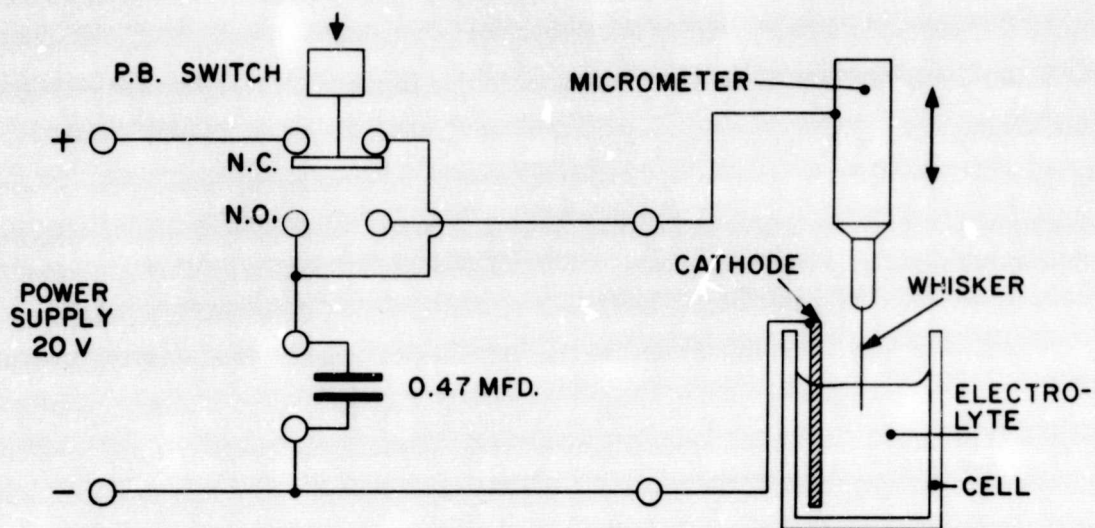 P.B. SWITCH
MICROMETER
+
N.C.
N.O.
CATHODE
WHISKER
POWER
SUPPLY
20 V
0.47 MFD.
ELECTRO-
LYTE
-
CELL